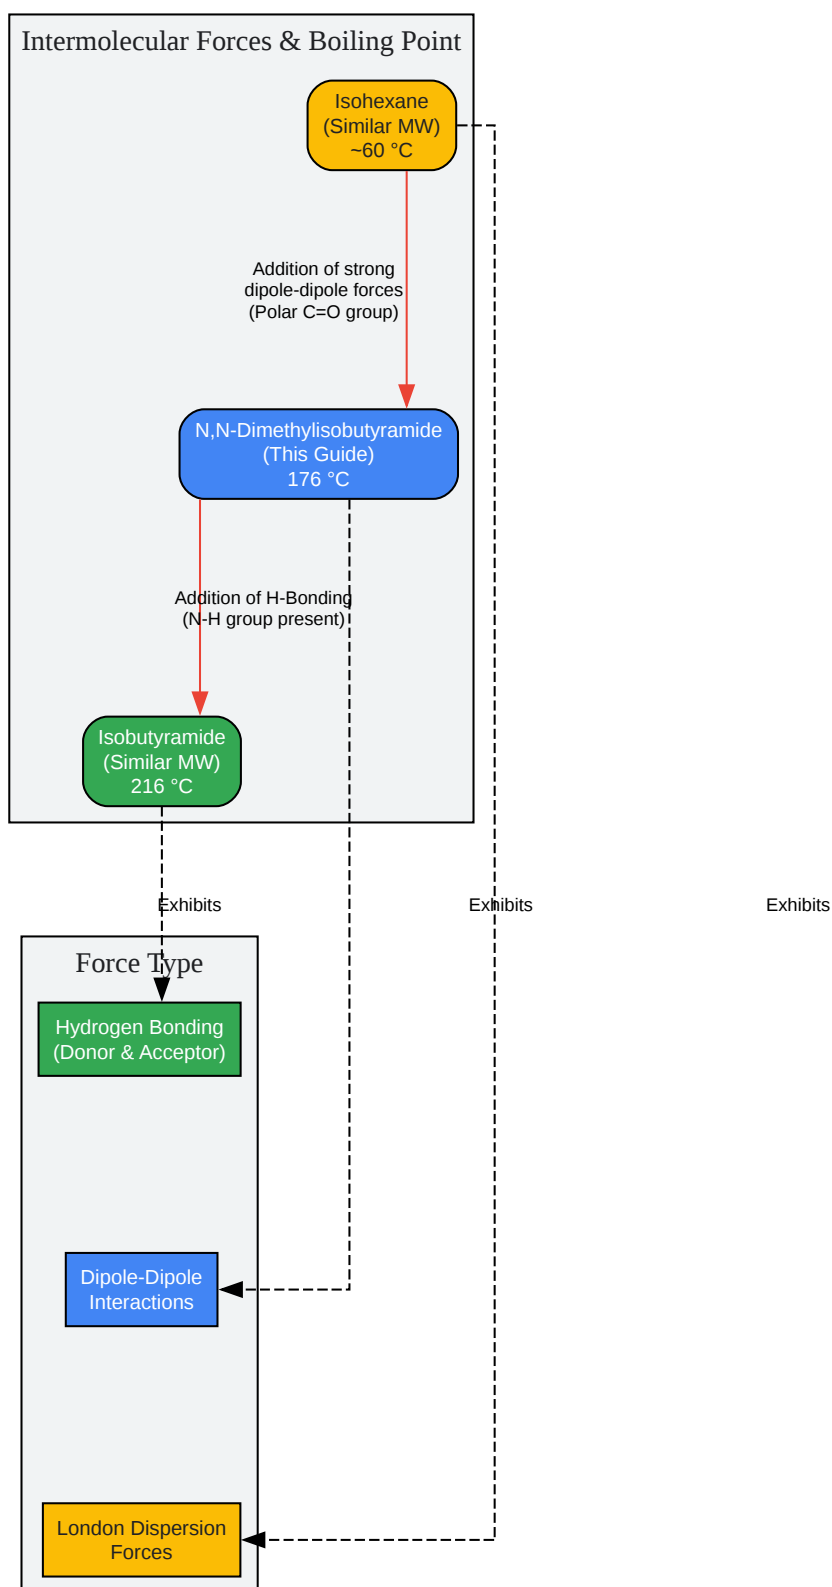 Intermolecular Forces & Boiling Point
Isohexane
(Similar MW)
~60 °C
Addition of strong
dipole-dipole forces
(Polar C=O group)
N,N-Dimethylisobutyramide
(This Guide)
176 °C
Addition of H-Bonding
(N-H group present)
Isobutyramide
(Similar MW)
216 °C
Exhibits
Exhibits
Exhibits
Force Type
Hydrogen Bonding
(Donor & Acceptor)
Dipole-Dipole
Interactions
London Dispersion
Forces